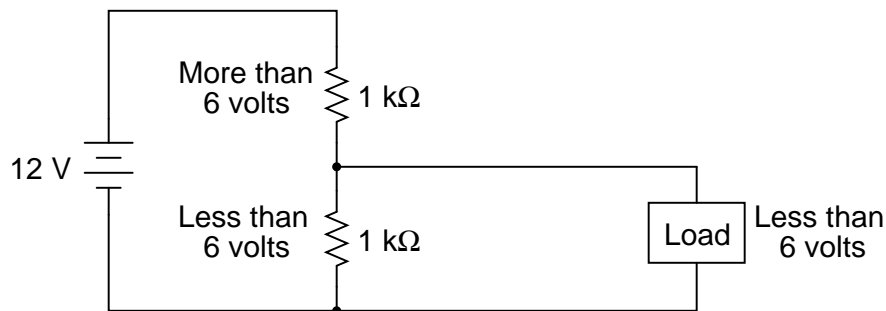 More than
6 volts
1 kΩ
12 V
Less than
6 volts
1 kΩ
Load
Less than
6 volts